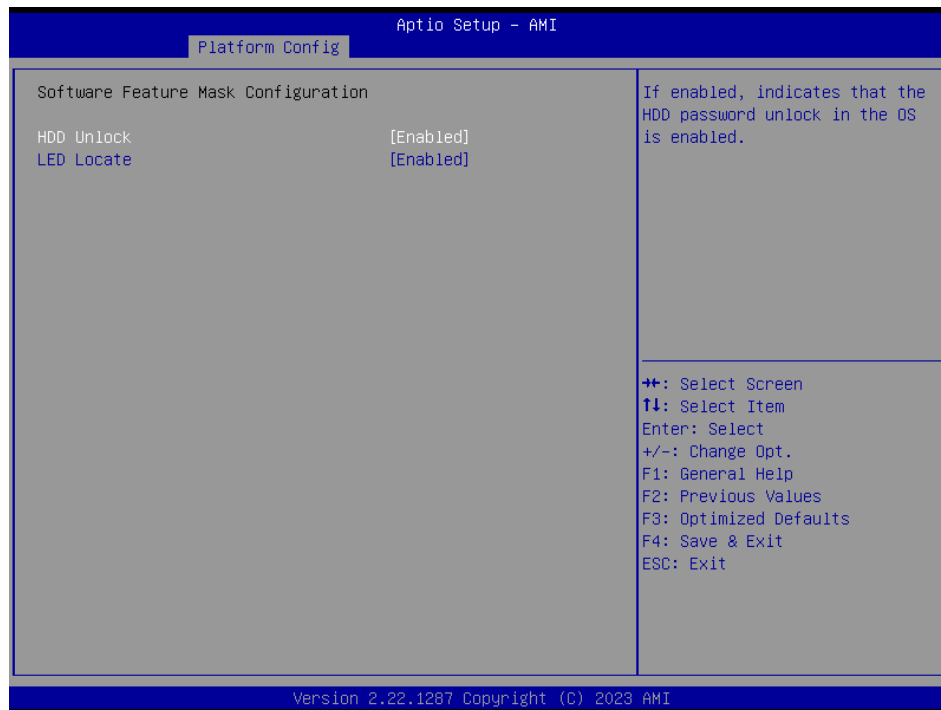 Aptio Setup – AMI
Platform Config
Software Feature Mask Configuration
HDD Unlock [Enabled]
LED Locate [Enabled]
If enabled, indicates that the
HDD password unlock in the OS
is enabled.
→←: Select Screen
↑↓: Select Item
Enter: Select
+/-: Change Opt.
F1: General Help
F2: Previous Values
F3: Optimized Defaults
F4: Save & Exit
ESC: Exit
Version 2.22.1287 Copyright (C) 2023 AMI